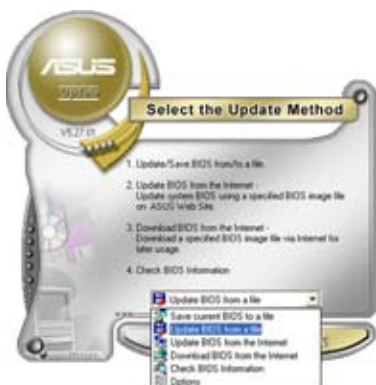 ASUS
Update
V5.27.01
Select the Update Method
1. Update/Save BIOS from/to a file.
2. Update BIOS from the Internet -
Update system BIOS using a specified BIOS image file
on ASUS Web Site.
3. Download BIOS from the Internet -
Download a specified BIOS image file via Internet for
later usage.
4. Check BIOS Information
Update BIOS from a file
Save current BIOS to a file
Update BIOS from a file
Update BIOS from the Internet
Download BIOS from the Internet
Check BIOS Information
Options